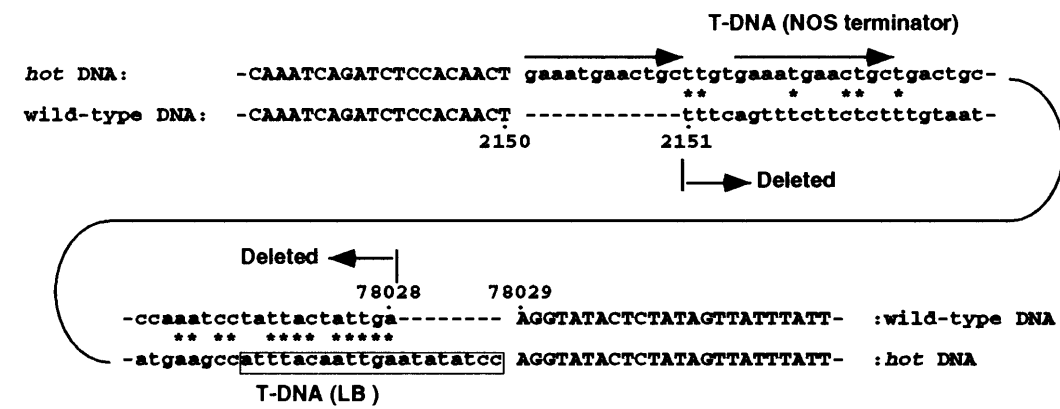 T-DNA (NOS terminator)
hot DNA: -CAAATCAGATCTCCACAACT gaaatgaactgcttgtgaaatgaactgctgactgc-
** * ** *
wild-type DNA: -CAAATCAGATCTCCACAACT ------------tttcagtttcttctctttgtaat-
2150 2151
Deleted
Deleted
78028 78029
-ccaaatcctattactattga-------- AGGTATACTCTATAGTTATTTATT- :wild-type DNA
** ** **** *****
-atgaagccatttacaattgaatatatcc AGGTATACTCTATAGTTATTTATT- :hot DNA
T-DNA (LB )